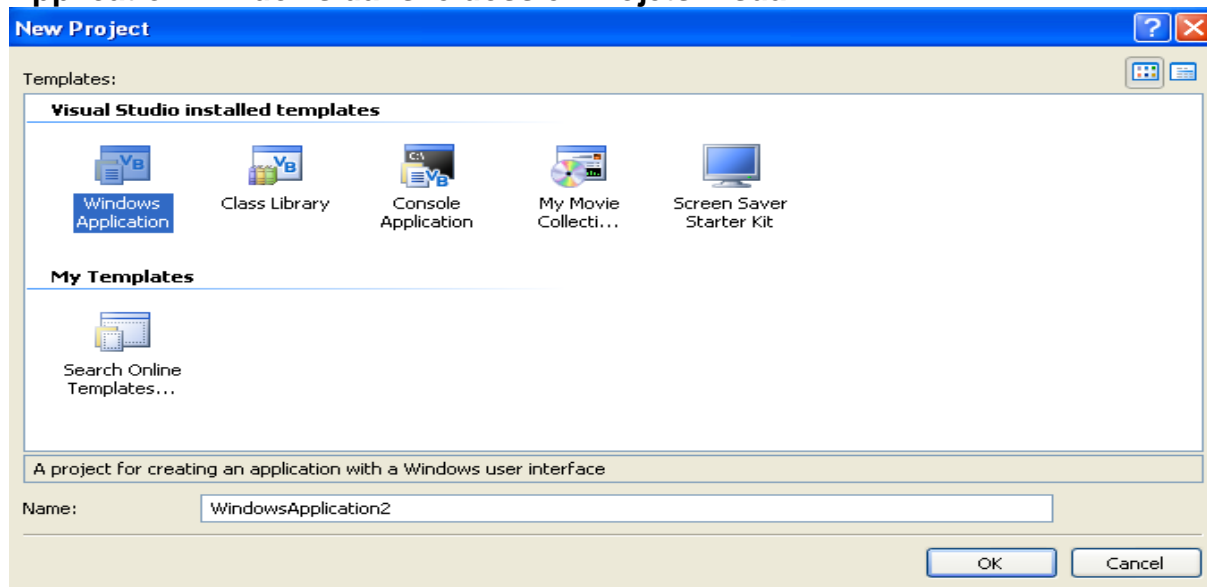 New Project
Templates:
Visual Studio installed templates
Windows
Application
Class Library
Console
Application
My Movie
Collecti...
Screen Saver
Starter Kit
My Templates
Search Online
Templates...
A project for creating an application with a Windows user interface
Name:
WindowsApplication2
OK
Cancel